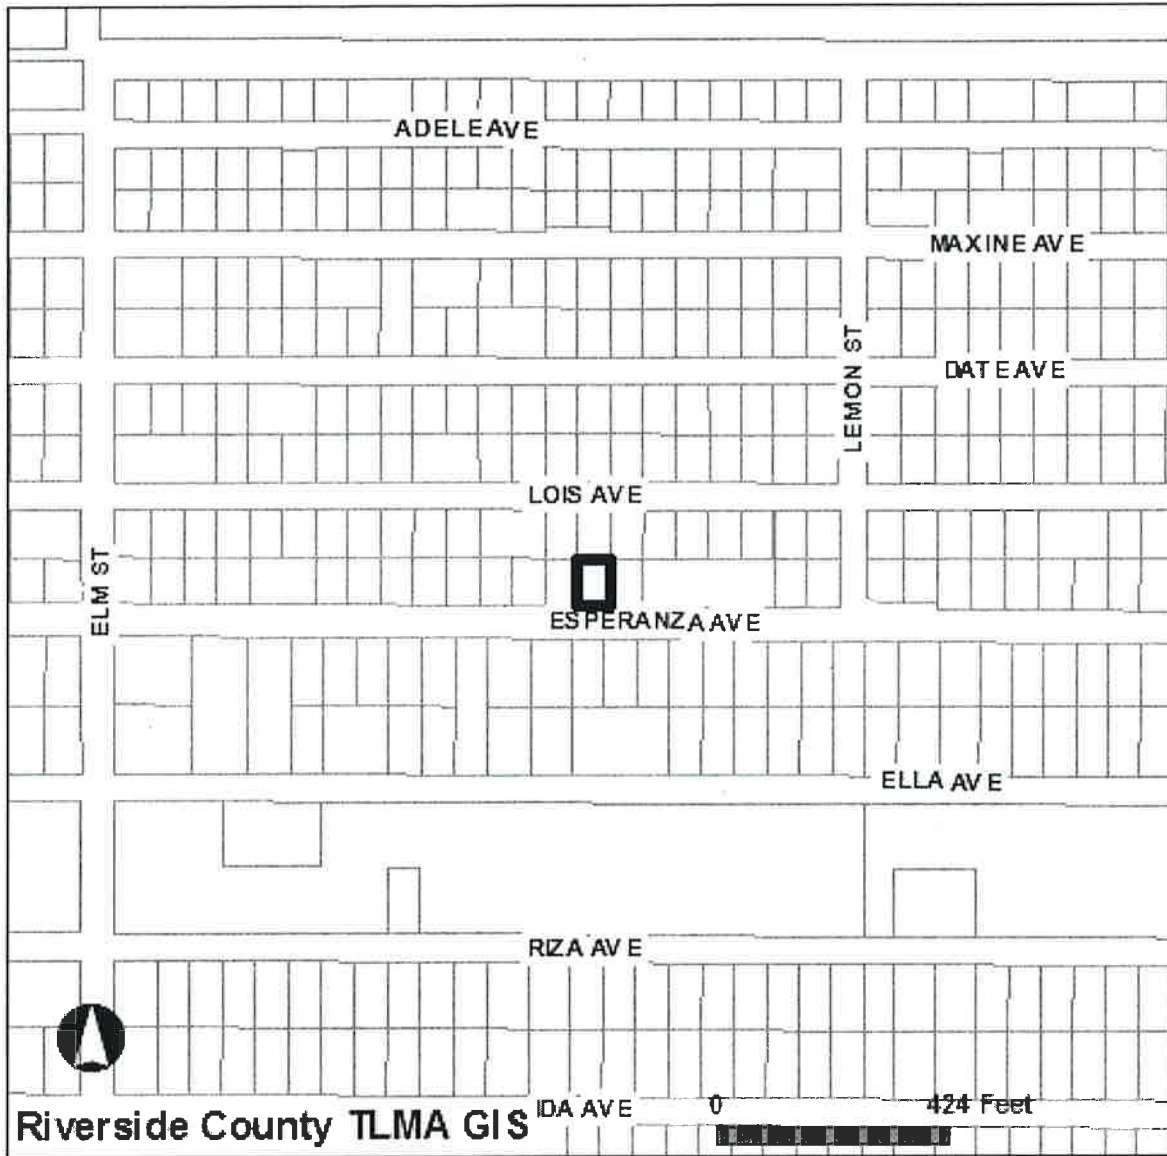 ADELE AVE
MAXINE AVE
LEMON ST
DATE AVE
LOIS AVE
ELM ST
ESPERANZA AVE
ELLA AVE
RIZA AVE
IDA AVE
0 424 Feet
Riverside County TLMA GIS